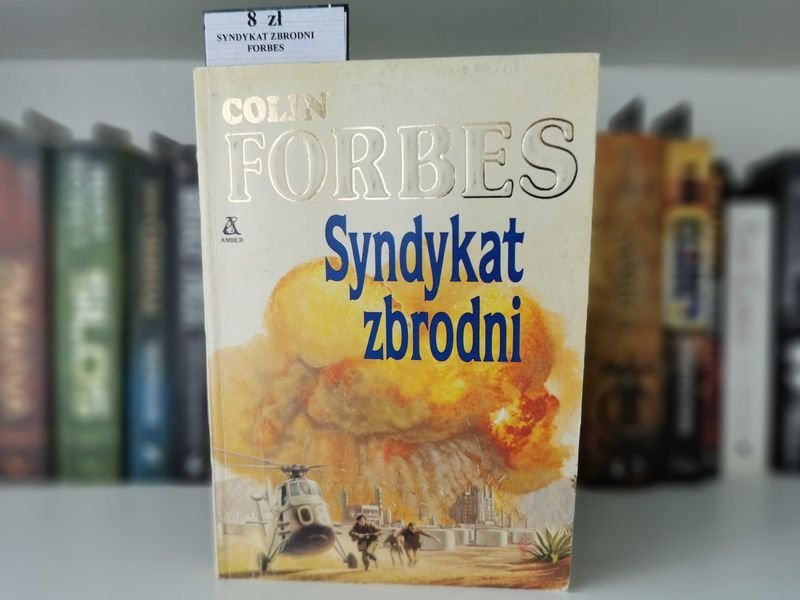 8 zł
SYNDYKAT ZBRODNI
FORBES
COLIN
FORBES
AMBER
Syndykat
zbrodni